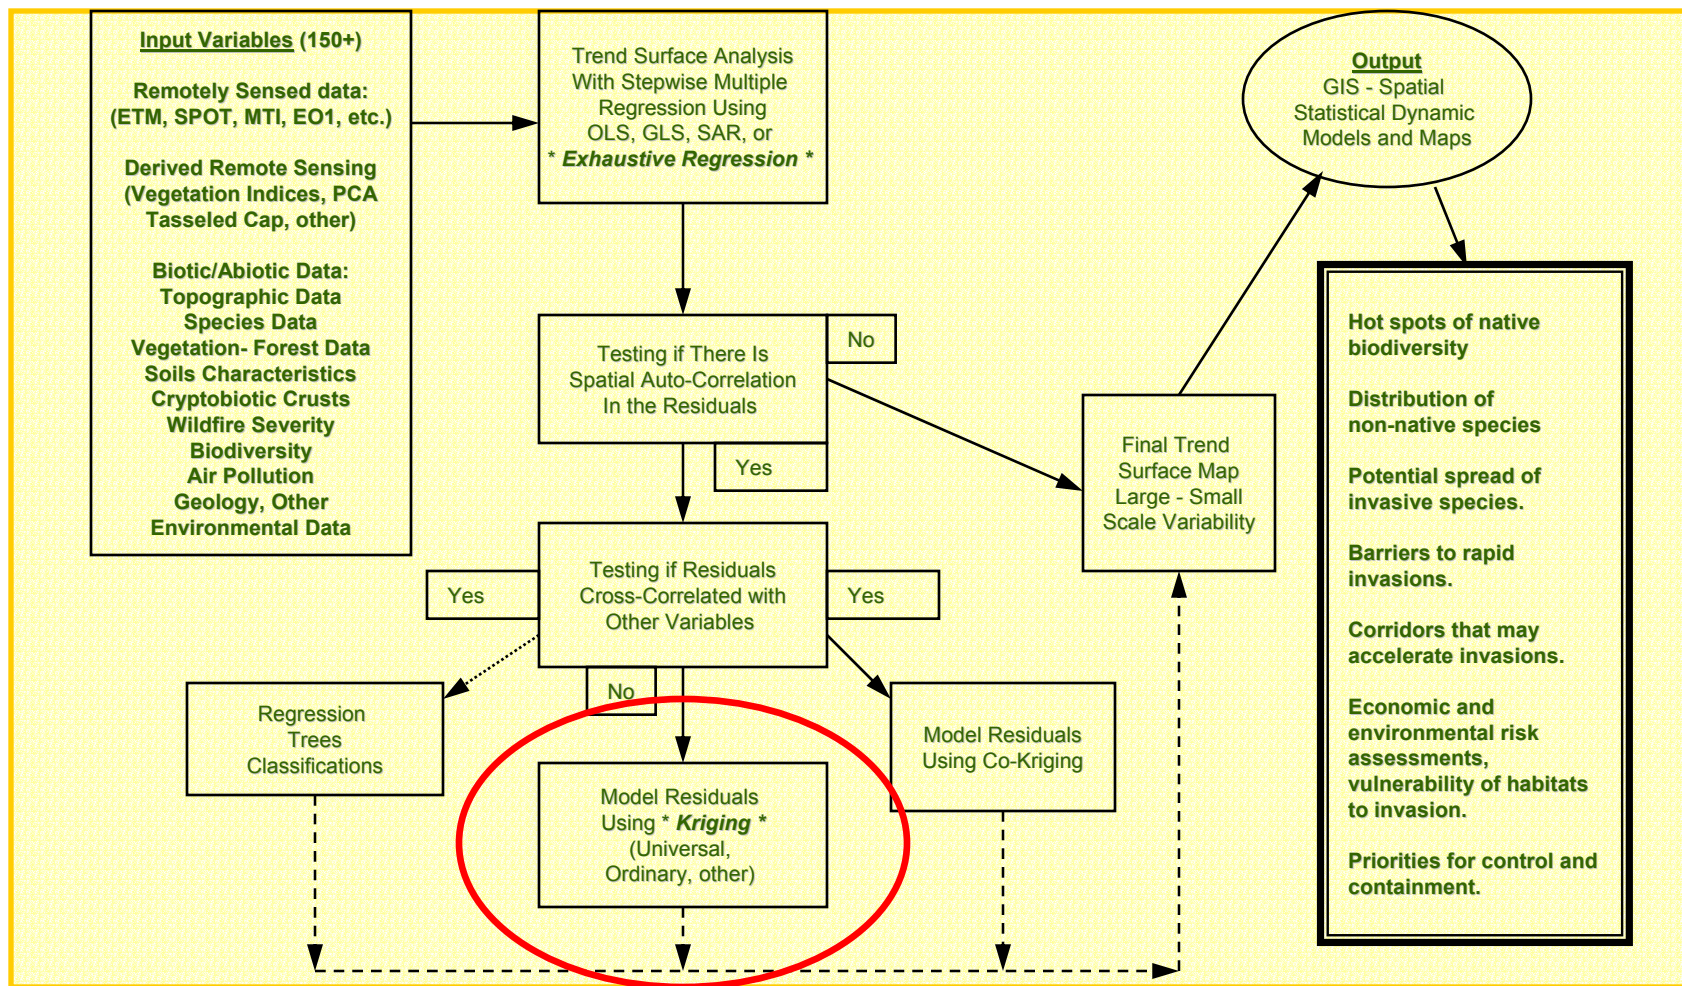 Input Variables (150+)
Remotely Sensed data:
(ETM, SPOT, MTI, EO1, etc.)
Derived Remote Sensing
(Vegetation Indices, PCA
Tasseled Cap, other)
Biotic/Abiotic Data:
Topographic Data
Species Data
Vegetation- Forest Data
Soils Characteristics
Cryptobiotic Crusts
Wildfire Severity
Biodiversity
Air Pollution
Geology, Other
Environmental Data
Trend Surface Analysis
With Stepwise Multiple
Regression Using
OLS, GLS, SAR, or
* Exhaustive Regression *
Testing if There Is
Spatial Auto-Correlation
In the Residuals
No
Yes
Testing if Residuals
Cross-Correlated with
Other Variables
Yes
Yes
No
Regression
Trees
Classifications
Model Residuals
Using * Kriging *
(Universal,
Ordinary, other)
Model Residuals
Using Co-Kriging
Final Trend
Surface Map
Large - Small
Scale Variability
Output
GIS - Spatial
Statistical Dynamic
Models and Maps
Hot spots of native
biodiversity
Distribution of
non-native species
Potential spread of
invasive species.
Barriers to rapid
invasions.
Corridors that may
accelerate invasions.
Economic and
environmental risk
assessments,
vulnerability of habitats
to invasion.
Priorities for control and
containment.